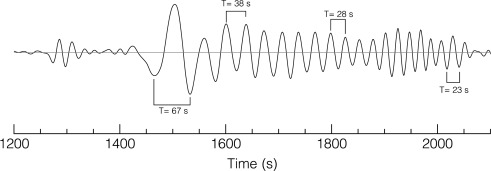 T= 38 s
T= 28 s
T= 67 s
T= 23 s
1200 1400 1600 1800 2000
Time (s)